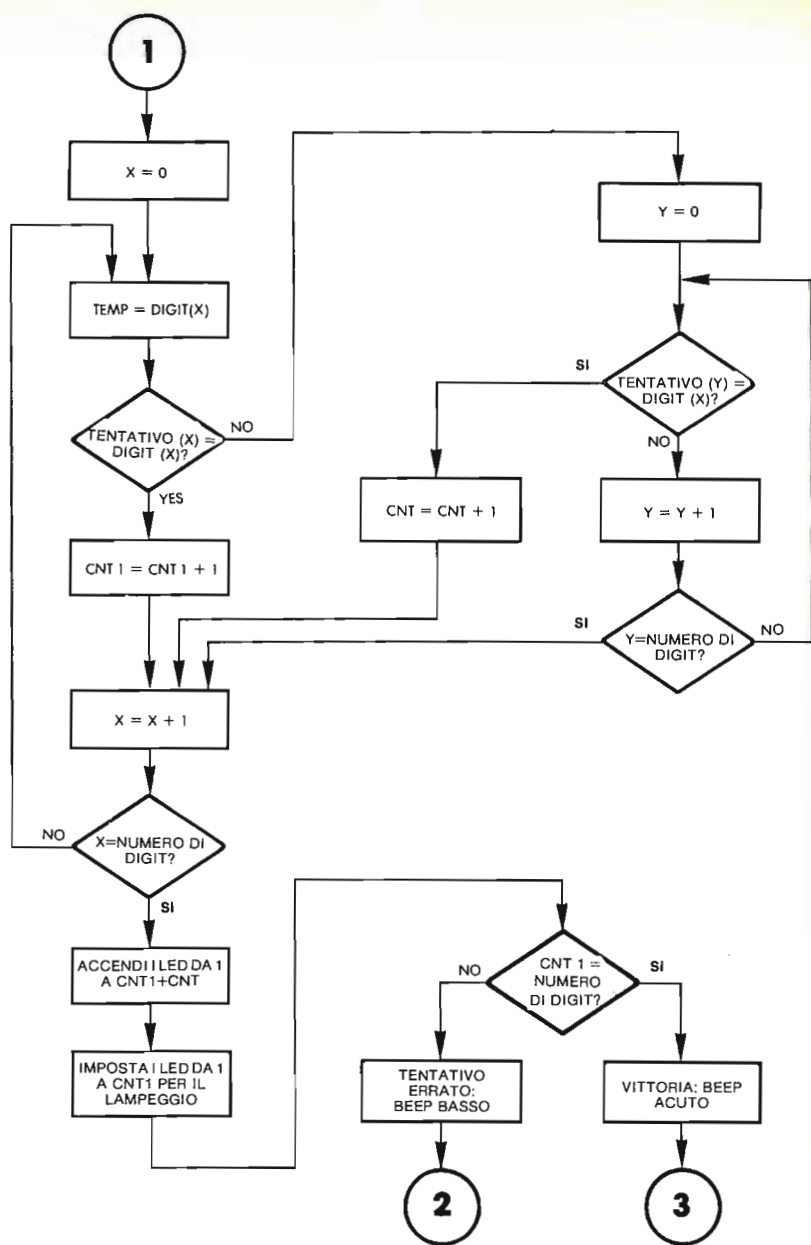 1
X = 0
TEMP = DIGIT(X)
TENTATIVO (X) =
DIGIT (X)?
NO
YES
CNT 1 = CNT 1 + 1
X = X + 1
X=NUMERO DI
DIGIT?
NO
SI
ACCENDI I LED DA 1
A CNT1+CNT
IMPOSTA I LED DA 1
A CNT1 PER IL
LAMPEGGIO
Y = 0
TENTATIVO (Y) =
DIGIT (X)?
SI
NO
CNT = CNT + 1
Y = Y + 1
Y=NUMERO DI
DIGIT?
SI
NO
CNT 1 =
NUMERO
DI DIGIT?
NO
SI
TENTATIVO
ERRATO:
BEEP BASSO
VITTORIA: BEEP
ACUTO
2
3